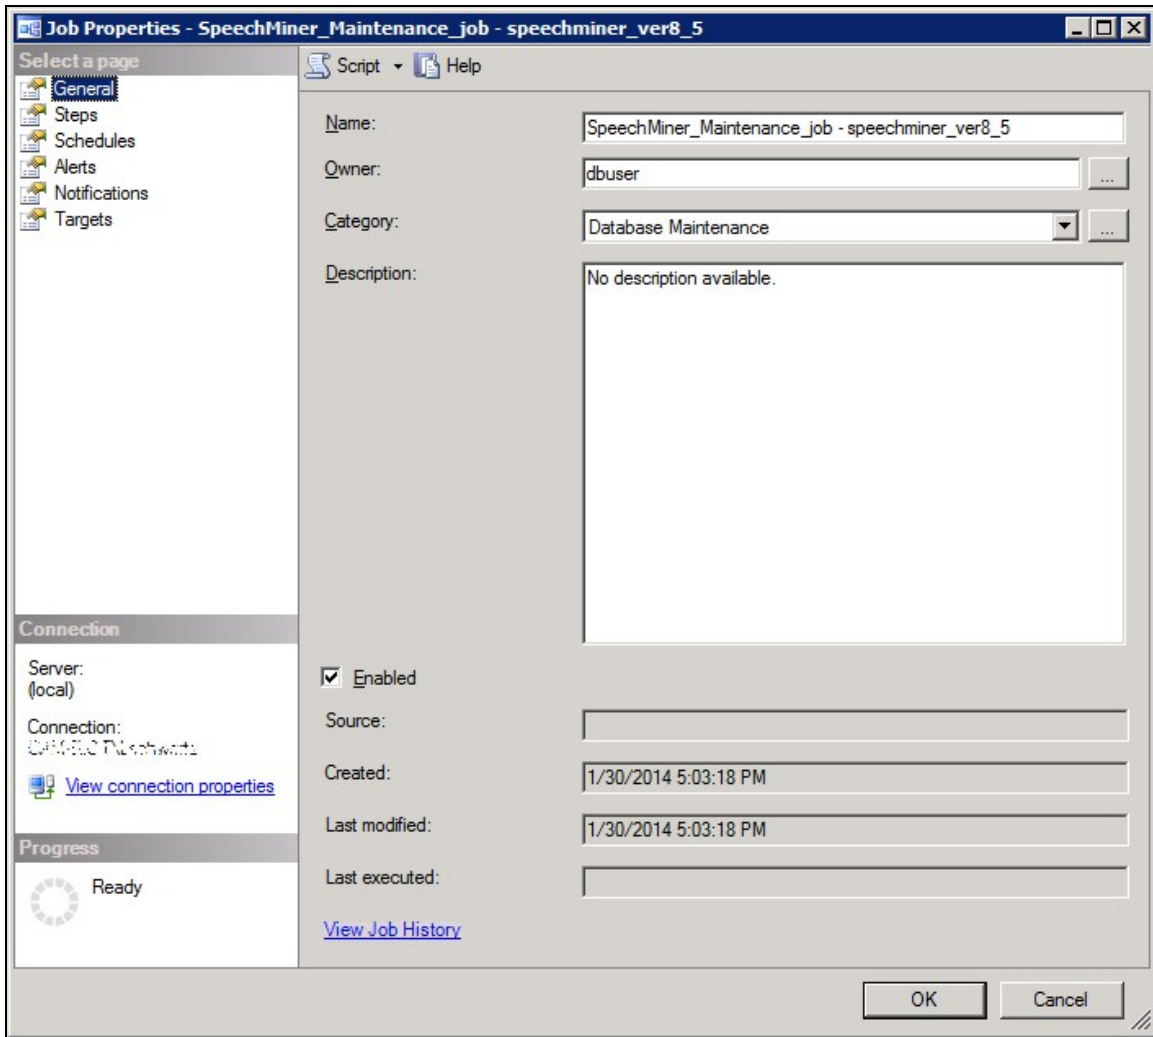 Job Properties - SpeechMiner_Maintenance_job - speechminer_ver8_5
Select a page
General
Steps
Schedules
Alerts
Notifications
Targets
Script
Help
Name:
SpeechMiner_Maintenance_job - speechminer_ver8_5
Owner:
dbuser
...
Category:
Database Maintenance
...
Description:
No description available.
Connection
Server:
(local)
Connection:
View connection properties
Progress
Ready
Enabled
Source:
Created:
1/30/2014 5:03:18 PM
Last modified:
1/30/2014 5:03:18 PM
Last executed:
View Job History
OK
Cancel